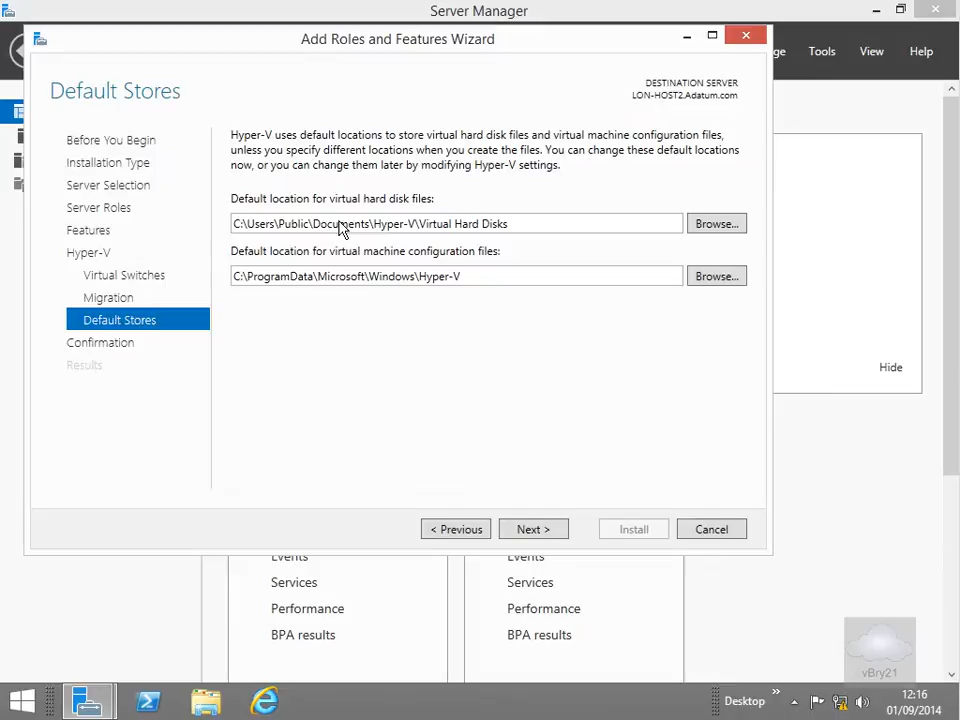 Server Manager
Add Roles and Features Wizard
ge Tools View Help
Default Stores
DESTINATION SERVER
LON-HOST2.Adatum.com
Before You Begin
Installation Type
Server Selection
Server Roles
Features
Hyper-V
Virtual Switches
Migration
Default Stores
Confirmation
Results
Hyper-V uses default locations to store virtual hard disk files and virtual machine configuration files,
unless you specify different locations when you create the files. You can change these default locations
now, or you can change them later by modifying Hyper-V settings.
Default location for virtual hard disk files:
C:\Users\Public\Documents\Hyper-V\Virtual Hard Disks
Browse...
Default location for virtual machine configuration files:
C:\ProgramData\Microsoft\Windows\Hyper-V
Browse...
Hide
< Previous
Next >
Install
Cancel
Events
Services
Performance
BPA results
Events
Services
Performance
BPA results
vBry21
Desktop
12:16
01/09/2014